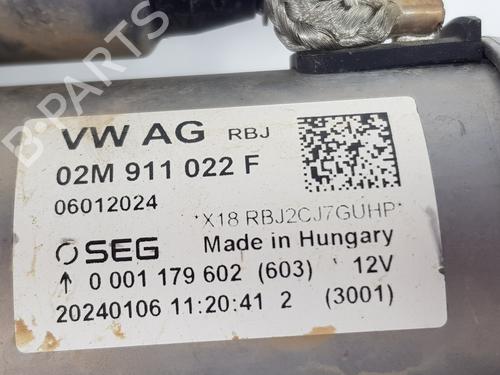 VW AG RBJ
02M 911 022 F
06012024
*X18 RBJ2CJ7GUHP*
SEG Made in Hungary
↑ 0 001 179 602 (603) 12V
20240106 11:20:41 2 (3001)
B-PARTS